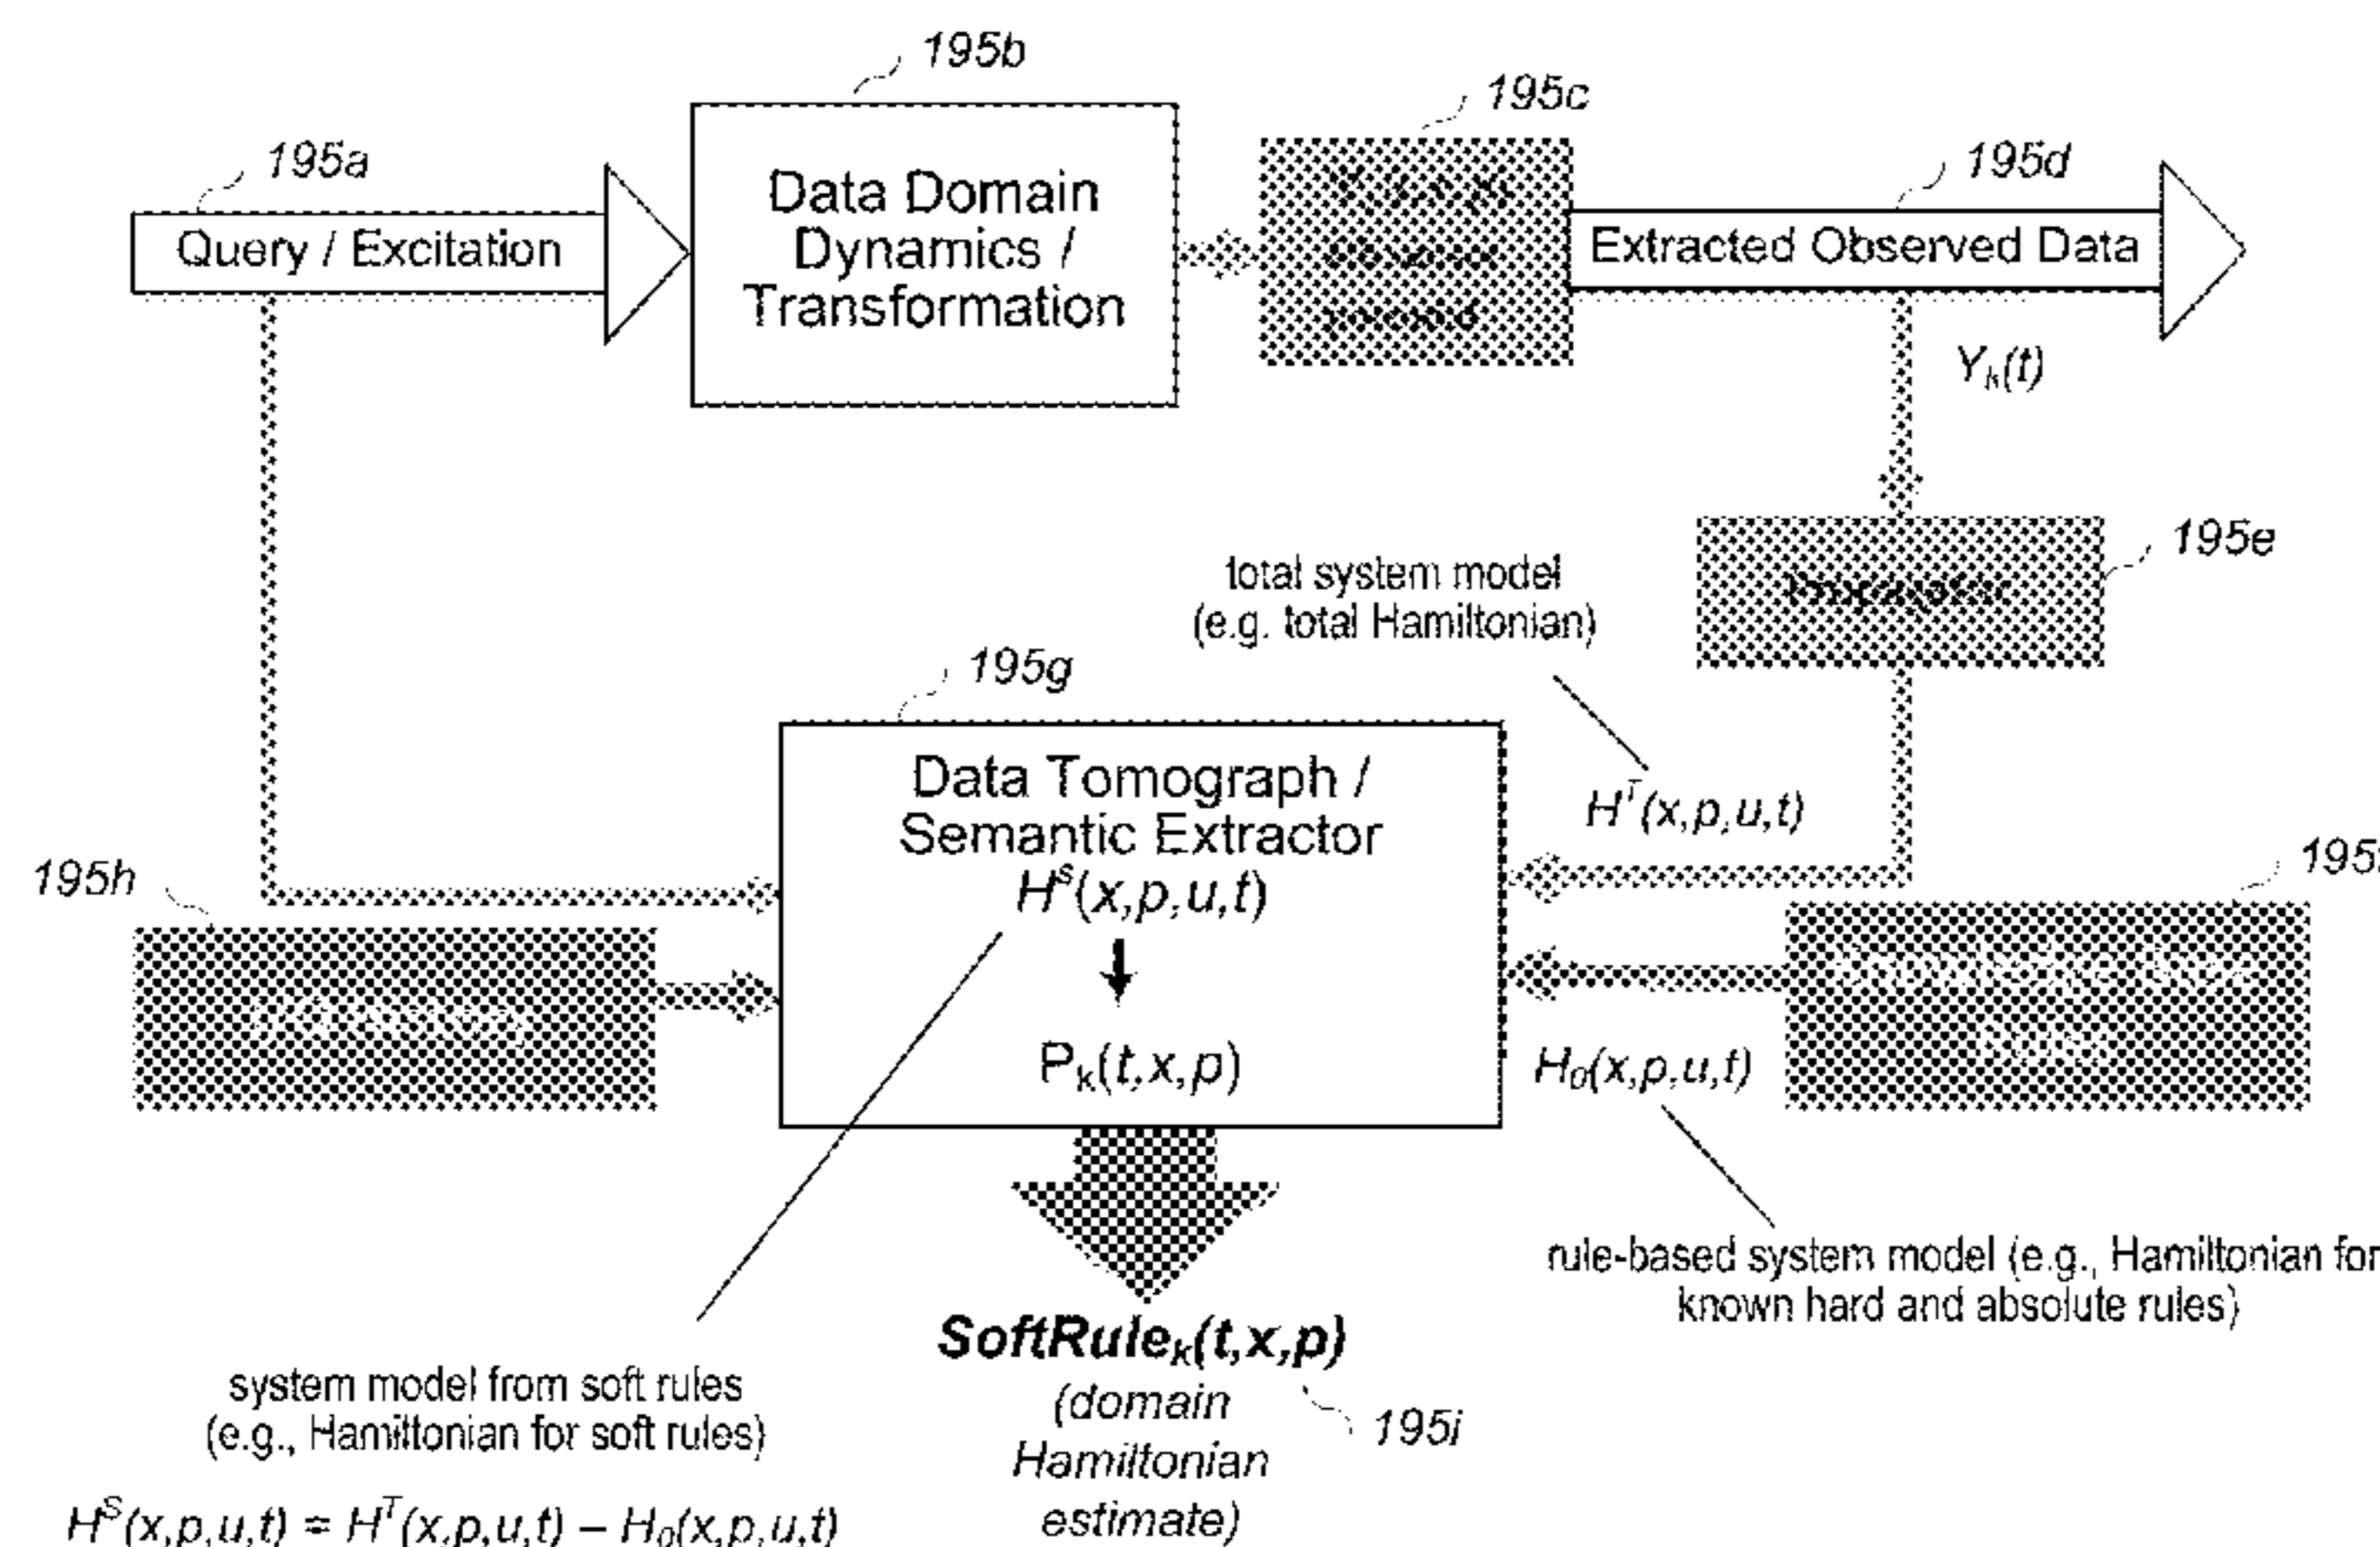 195b
195c
195a
195d
Query / Excitation
Data Domain
Dynamics /
Transformation
Extracted Observed Data
Yₖ(t)
195e
total system model
(e.g. total Hamiltonian)
Propagator
195g
Data Tomograph /
Semantic Extractor
Hˢ(x,p,u,t)
Pₖ(t,x,p)
Hᵀ(x,p,u,t)
195h
H₀(x,p,u,t)
rule-based system model (e.g., Hamiltonian for
known hard and absolute rules)
SoftRuleₖ(t,x,p)
(domain
Hamiltonian
estimate)
195i
system model from soft rules
(e.g., Hamiltonian for soft rules)
Hˢ(x,p,u,t) = Hᵀ(x,p,u,t) – H₀(x,p,u,t)